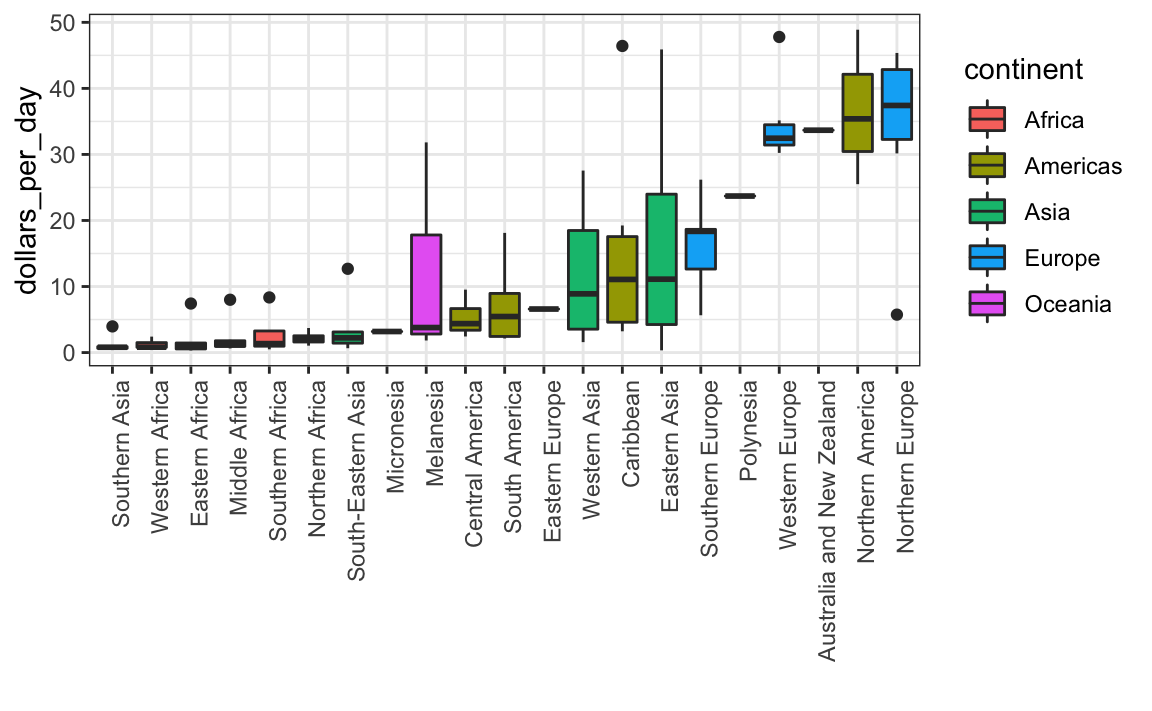 dollars_per_day
50
40
30
20
10
0
Southern Asia
Western Africa
Eastern Africa
Middle Africa
Southern Africa
Northern Africa
South-Eastern Asia
Micronesia
Melanesia
Central America
South America
Eastern Europe
Western Asia
Caribbean
Eastern Asia
Southern Europe
Polynesia
Western Europe
Australia and New Zealand
Northern America
Northern Europe
continent
Africa
Americas
Asia
Europe
Oceania